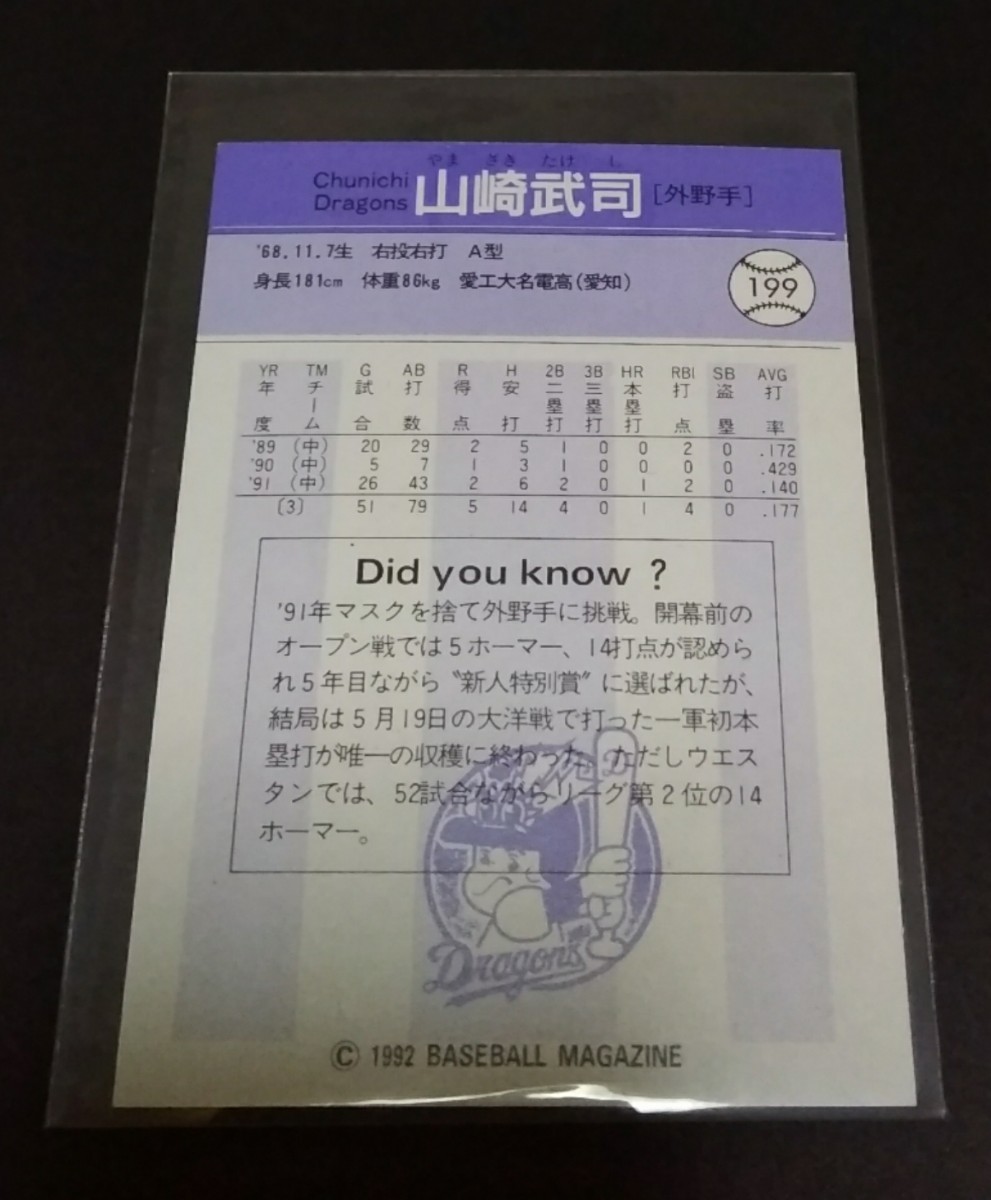 やま ざき たけ し
Chunichi Dragons 山崎武司 [外野手]
'68.11.7生 右投右打 A型
身長181cm 体重86kg 愛工大名電高(愛知)
199
YR TM G AB R H 2B 3B HR RBI SB AVG
年度 チーム 試合 打数 得点 安打 二塁打 三塁打 本塁打 打点 盗塁 打率
'89 (中) 20 29 2 5 1 0 0 2 0 .172
'90 (中) 5 7 1 3 1 0 0 0 0 .429
'91 (中) 26 43 2 6 2 0 1 2 0 .140
〔3〕 51 79 5 14 4 0 1 4 0 .177
Did you know ?
'91年マスクを捨て外野手に挑戦。開幕前の
オープン戦では5ホーマー、14打点が認めら
れ5年目ながら〝新人特別賞〟に選ばれたが、
結局は5月19日の大洋戦で打った一軍初本
塁打が唯一の収穫に終わった。ただしウエス
タンでは、52試合ながらリーグ第2位の14
ホーマー。
Dragons
© 1992 BASEBALL MAGAZINE